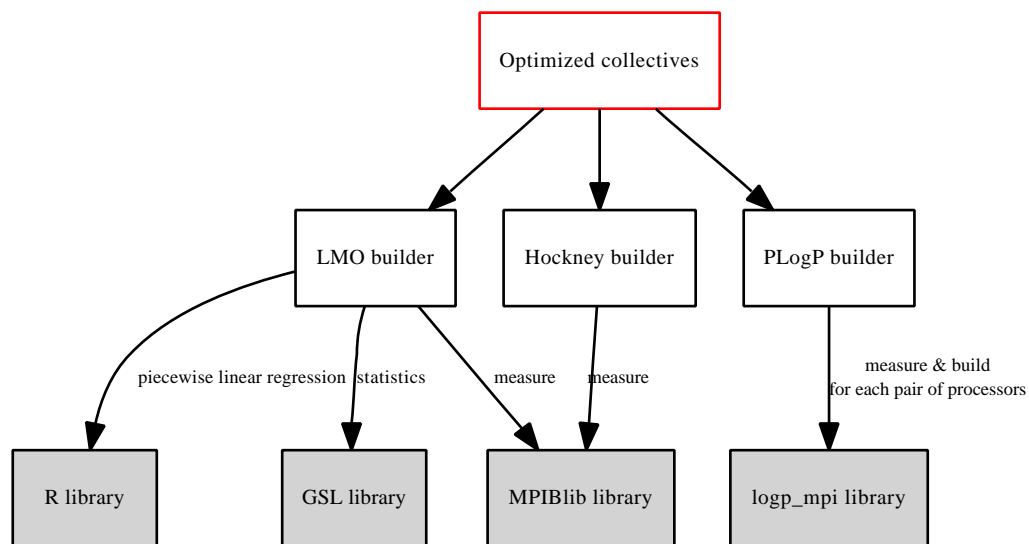 Optimized collectives
LMO builder
Hockney builder
PLogP builder
piecewise linear regression
statistics
measure
measure
measure & build
for each pair of processors
R library
GSL library
MPIBlib library
logp_mpi library